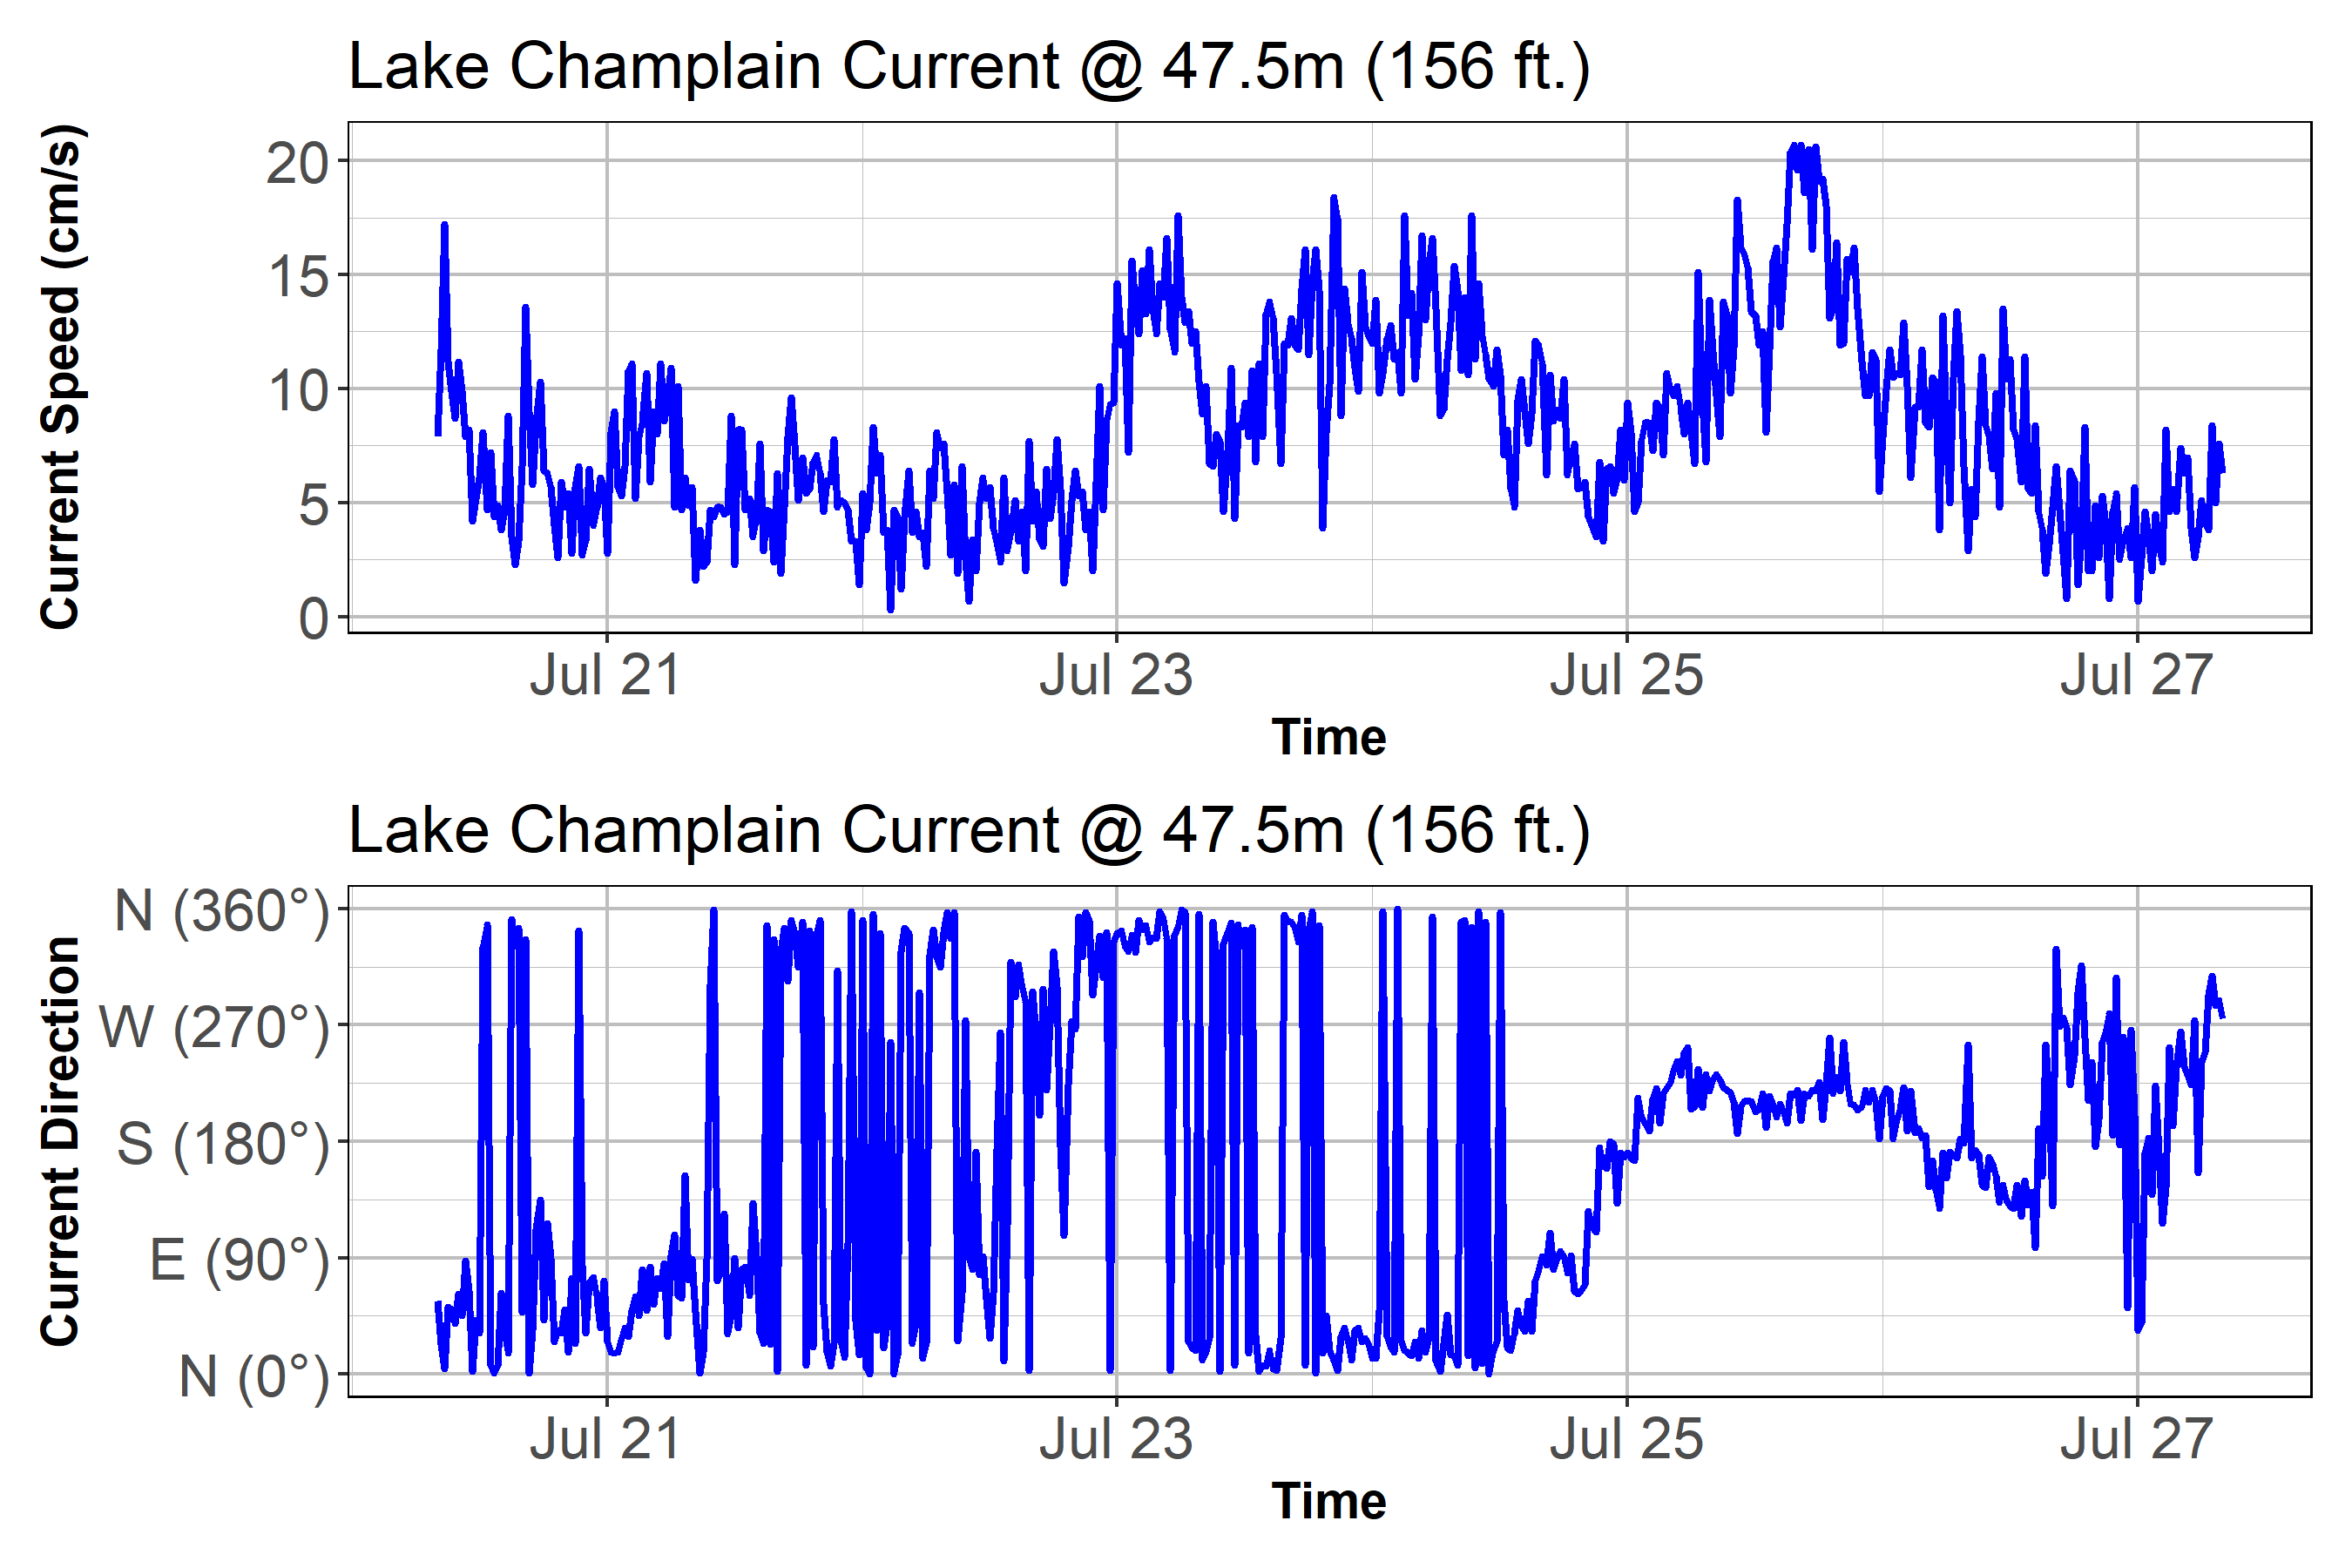 Lake Champlain Current @ 47.5m (156 ft.)
Current Speed (cm/s)
20
15
10
5
0
Jul 21 Jul 23 Jul 25 Jul 27
Time
Lake Champlain Current @ 47.5m (156 ft.)
Current Direction
N (360°)
W (270°)
S (180°)
E (90°)
N (0°)
Jul 21 Jul 23 Jul 25 Jul 27
Time